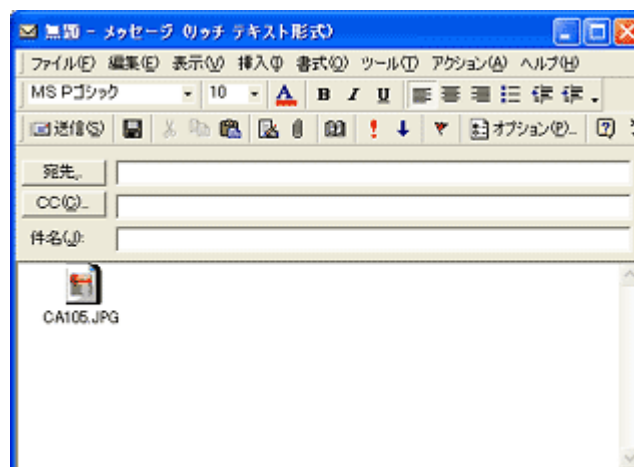 無題 - メッセージ (リッチ テキスト形式)
ファイル(F) 編集(E) 表示(V) 挿入(I) 書式(O) ツール(T) アクション(A) ヘルプ(H)
MS Pゴシック 10 A B I U
送信(S) オプション(P)...
宛先...
CC(C)...
件名(J):
CA105.JPG